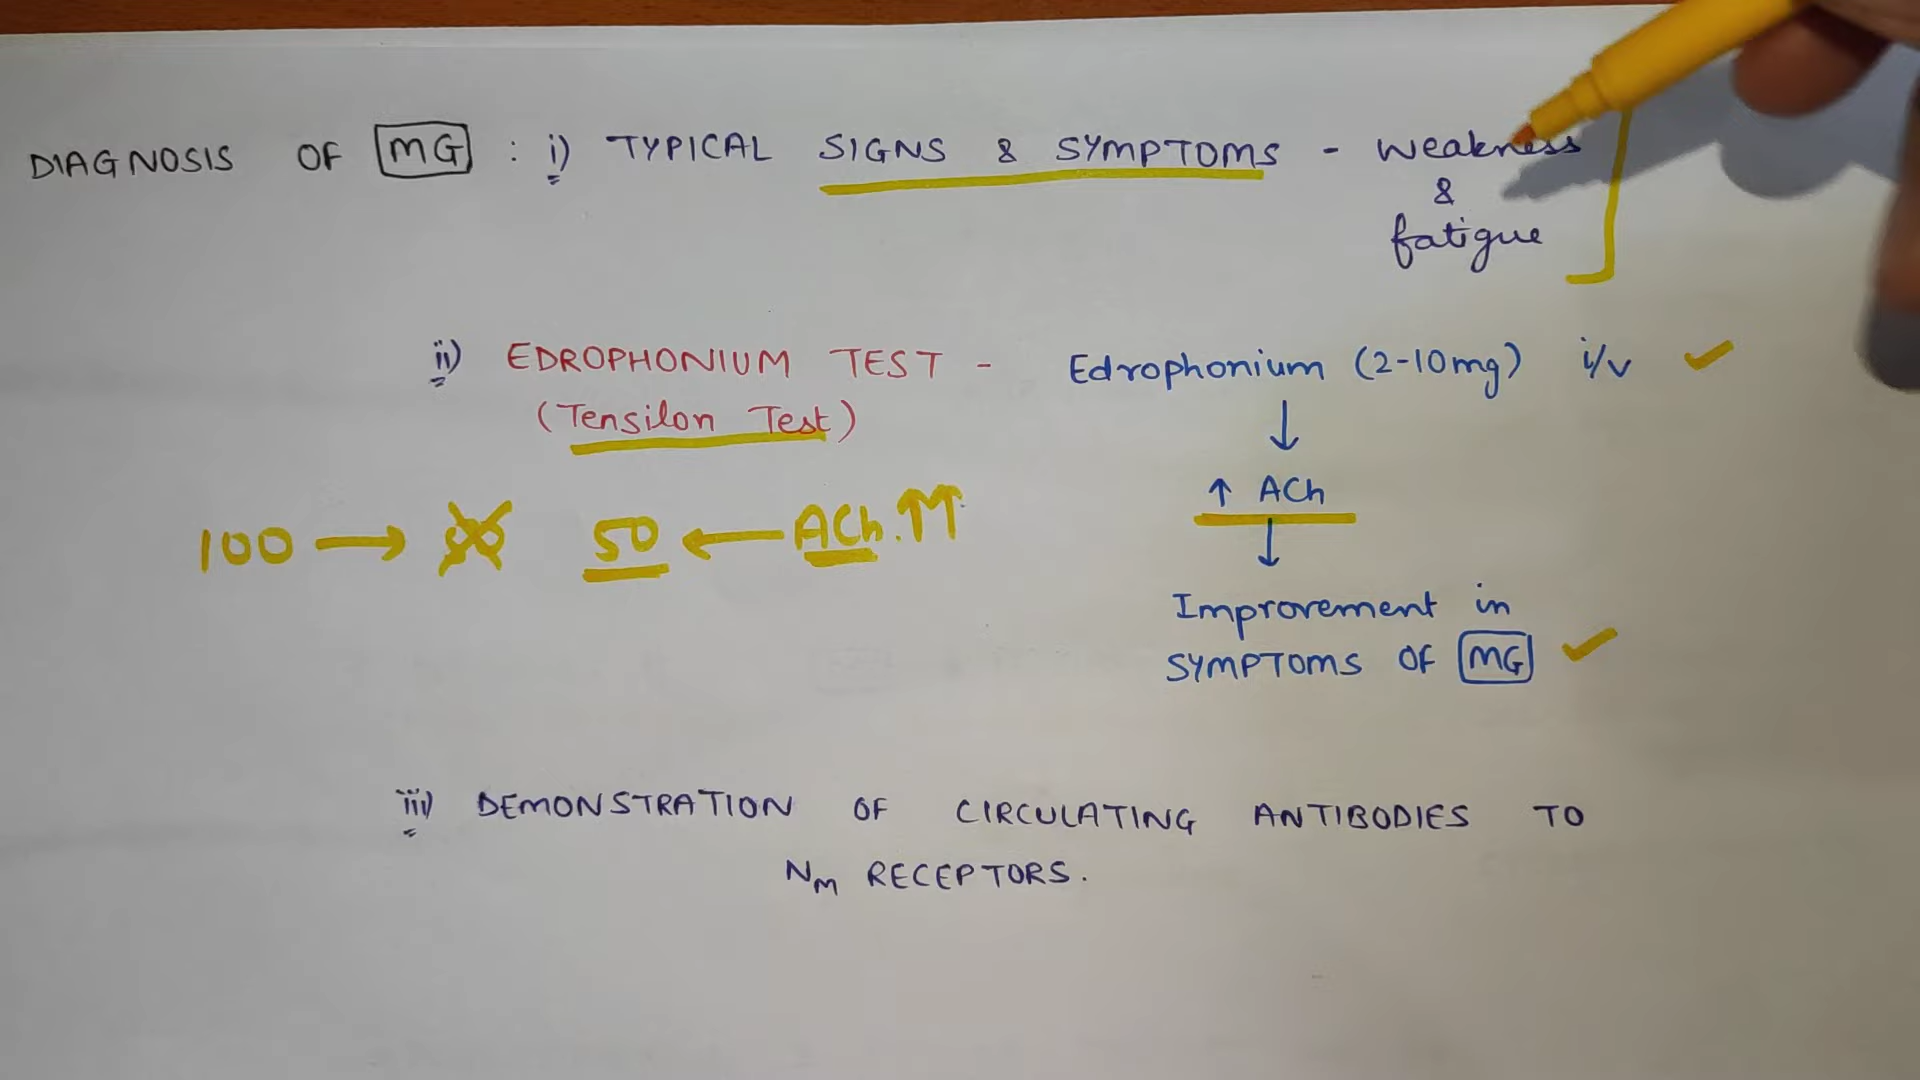 DIAGNOSIS OF MG : i) TYPICAL SIGNS & SYMPTOMS - Weakness
&
fatigue
ii) EDROPHONIUM TEST - Edrophonium (2-10mg) i/v
(Tensilon Test)
↓
↑ ACh
100 → 50 ← ACh. ↑↑
↓
Improvement in
SYMPTOMS OF MG
iii) DEMONSTRATION OF CIRCULATING ANTIBODIES TO
NM RECEPTORS.